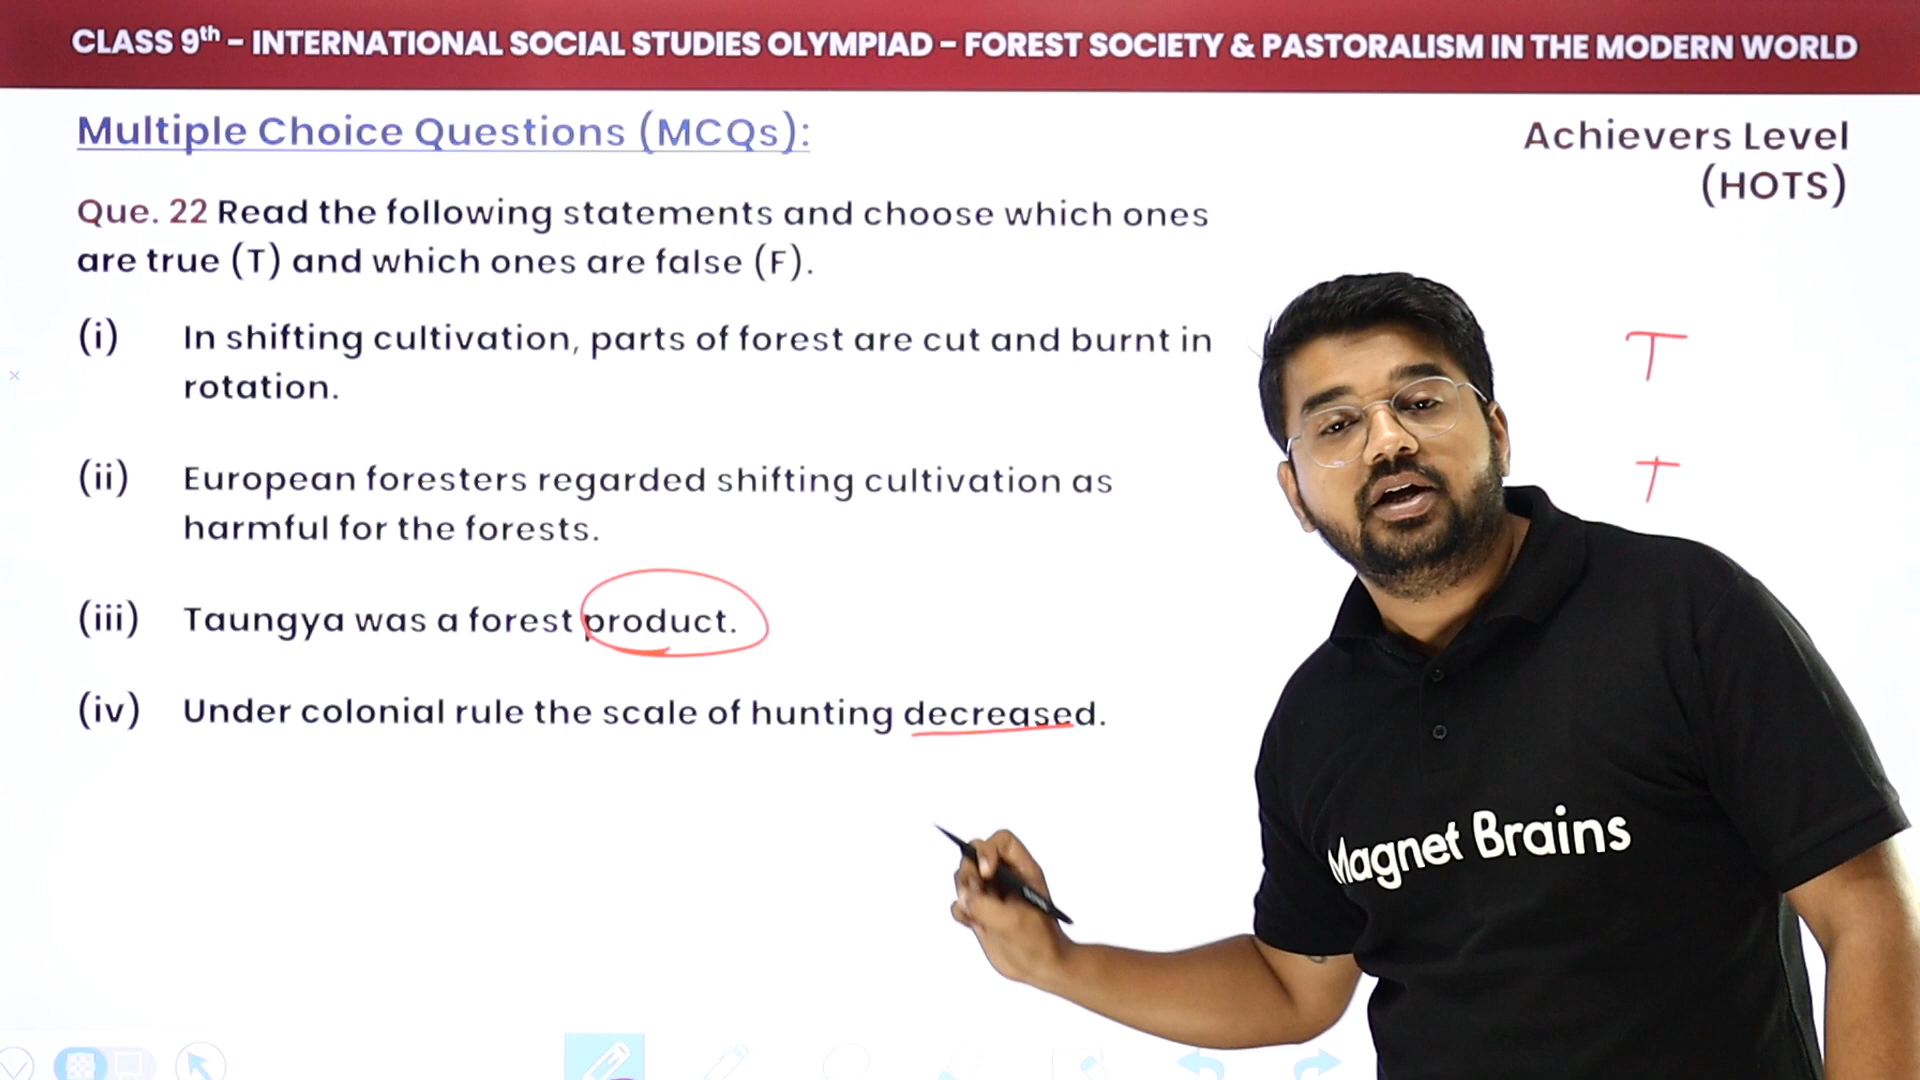 CLASS 9th – INTERNATIONAL SOCIAL STUDIES OLYMPIAD – FOREST SOCIETY & PASTORALISM IN THE MODERN WORLD
Multiple Choice Questions (MCQs):
Achievers Level
(HOTS)
Que. 22 Read the following statements and choose which ones
are true (T) and which ones are false (F).
(i) In shifting cultivation, parts of forest are cut and burnt in
rotation.
T
(ii) European foresters regarded shifting cultivation as
harmful for the forests.
T
(iii) Taungya was a forest product.
(iv) Under colonial rule the scale of hunting decreased.
Magnet Brains